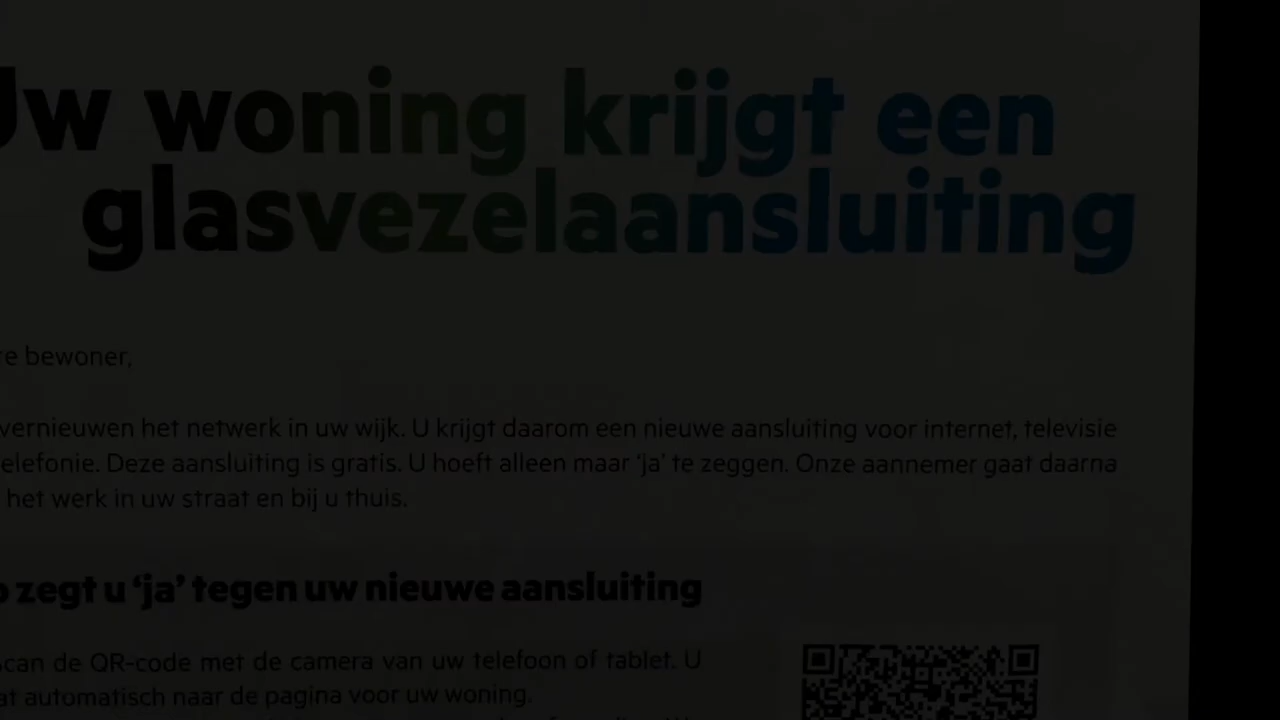 Uw woning krijgt een
glasvezelaansluiting
bewoner,
vernieuwen het netwerk in uw wijk. U krijgt daarom een nieuwe aansluiting voor internet, televisie
elefonie. Deze aansluiting is gratis. U hoeft alleen maar ‘ja’ te zeggen. Onze aannemer gaat daarna
het werk in uw straat en bij u thuis.
zegt u ‘ja’ tegen uw nieuwe aansluiting
scan de QR-code met de camera van uw telefoon of tablet. U
automatisch naar de pagina voor uw woning.